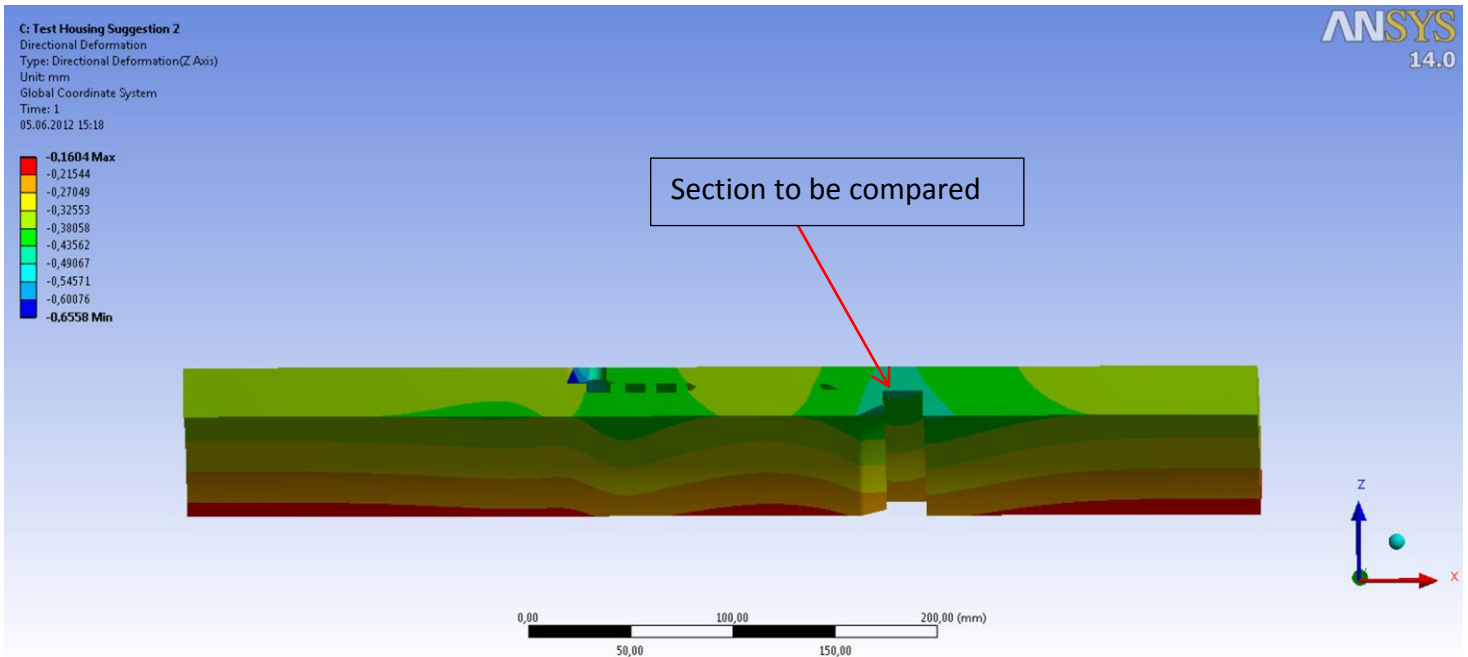 C: Test Housing Suggestion 2
Directional Deformation
Type: Directional Deformation(Z Axis)
Unit: mm
Global Coordinate System
Time: 1
05.06.2012 15:18
-0,1604 Max
-0,21544
-0,27049
-0,32553
-0,38058
-0,43562
-0,49067
-0,54571
-0,60076
-0,6558 Min
ANSYS
14.0
Section to be compared
Z
X
0,00 100,00 200,00 (mm)
50,00 150,00